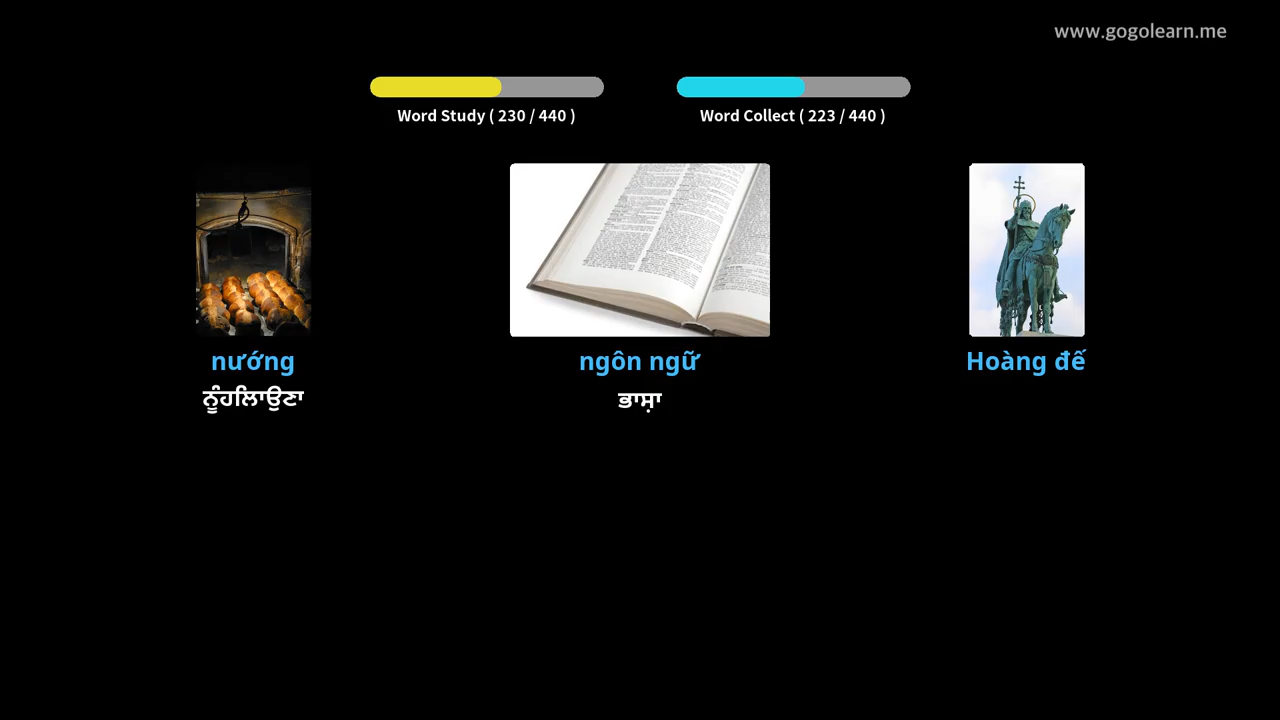 www.gogolearn.me
Word Study ( 230 / 440 )
Word Collect ( 223 / 440 )
nướng
ngôn ngữ
Hoàng đế
ਨੂੰਹਲਿਾਉਣਾ
ਭਾਸ਼ਾ